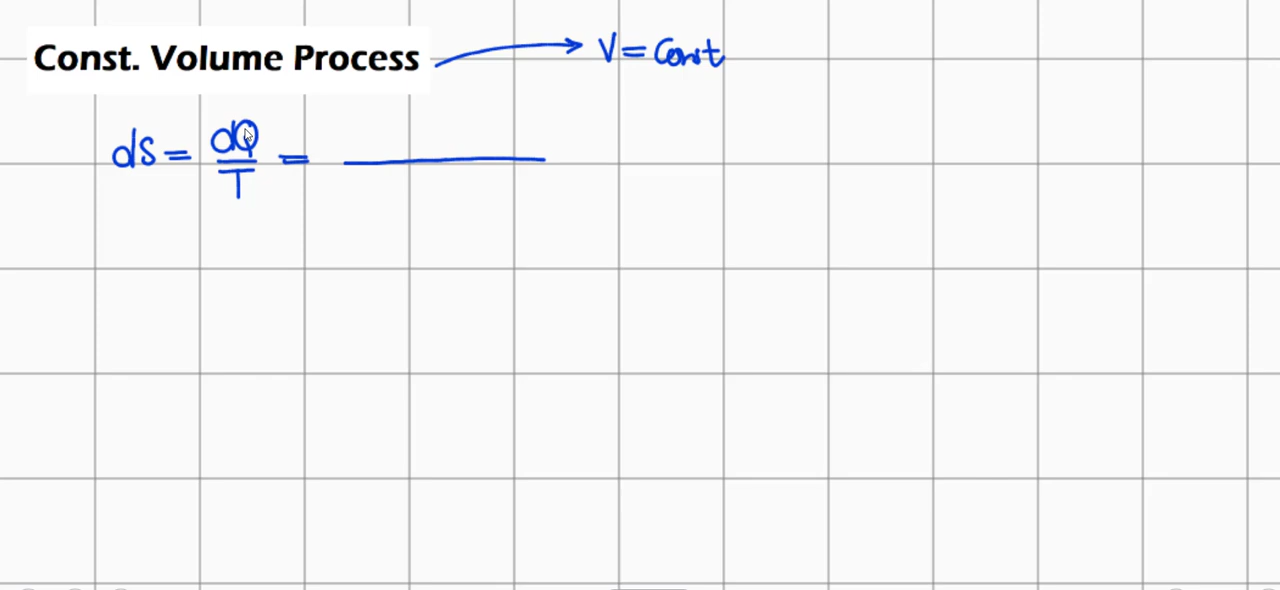 Const. Volume Process V = Const
dS = dQ/T =